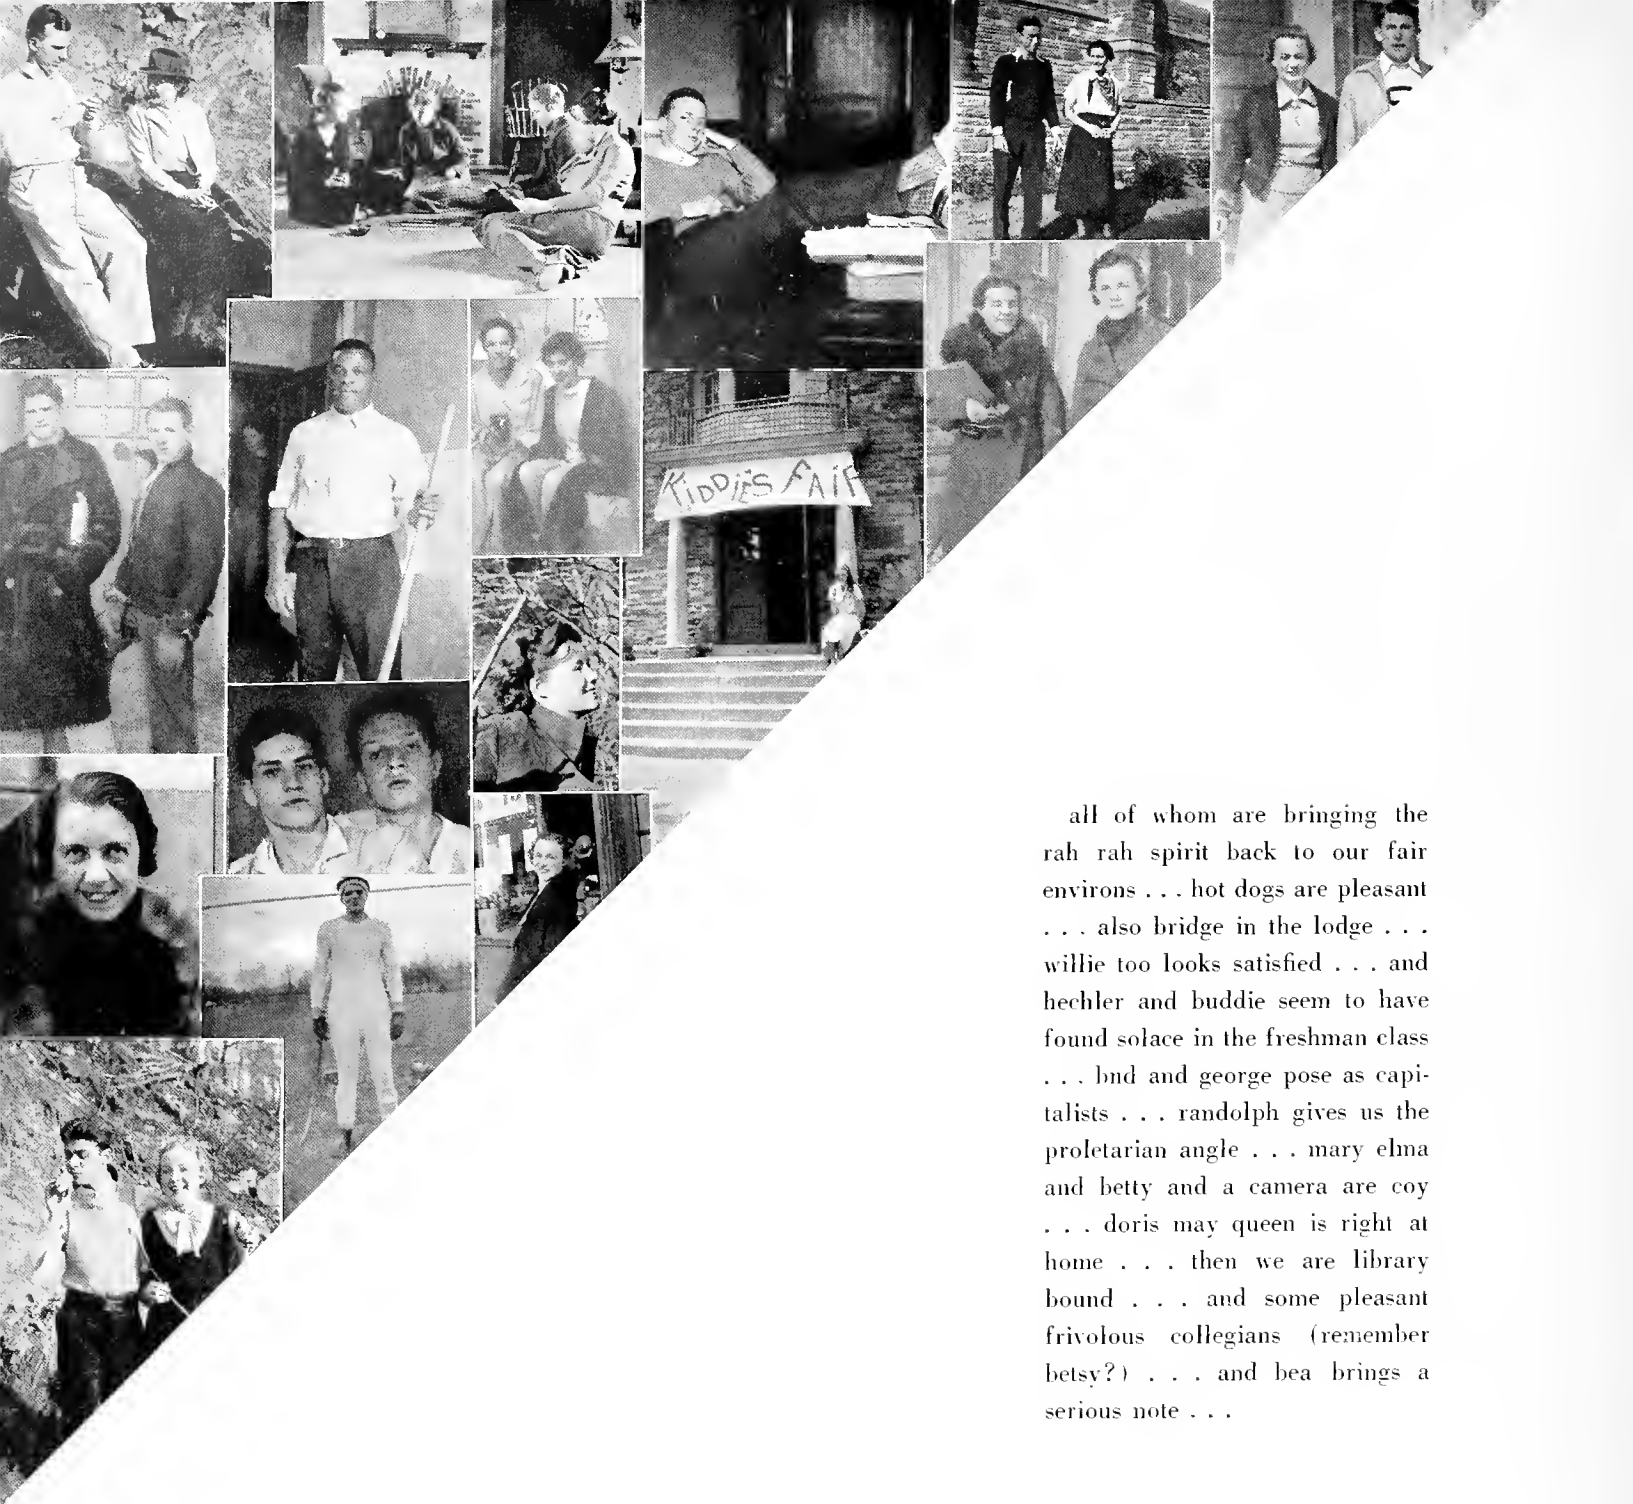 KIDDIES FAIR
all of whom are bringing the
rah rah spirit back to our fair
environs . . . hot dogs are pleasant
. . . also bridge in the lodge . . .
willie too looks satisfied . . . and
hechler and buddie seem to have
found solace in the freshman class
. . . bud and george pose as capi-
talists . . . randolph gives us the
proletarian angle . . . mary elma
and betty and a camera are coy
. . . doris may queen is right at
home . . . then we are library
bound . . . and some pleasant
frivolous collegians (remember
betsy?) . . . and bea brings a
serious note . . .